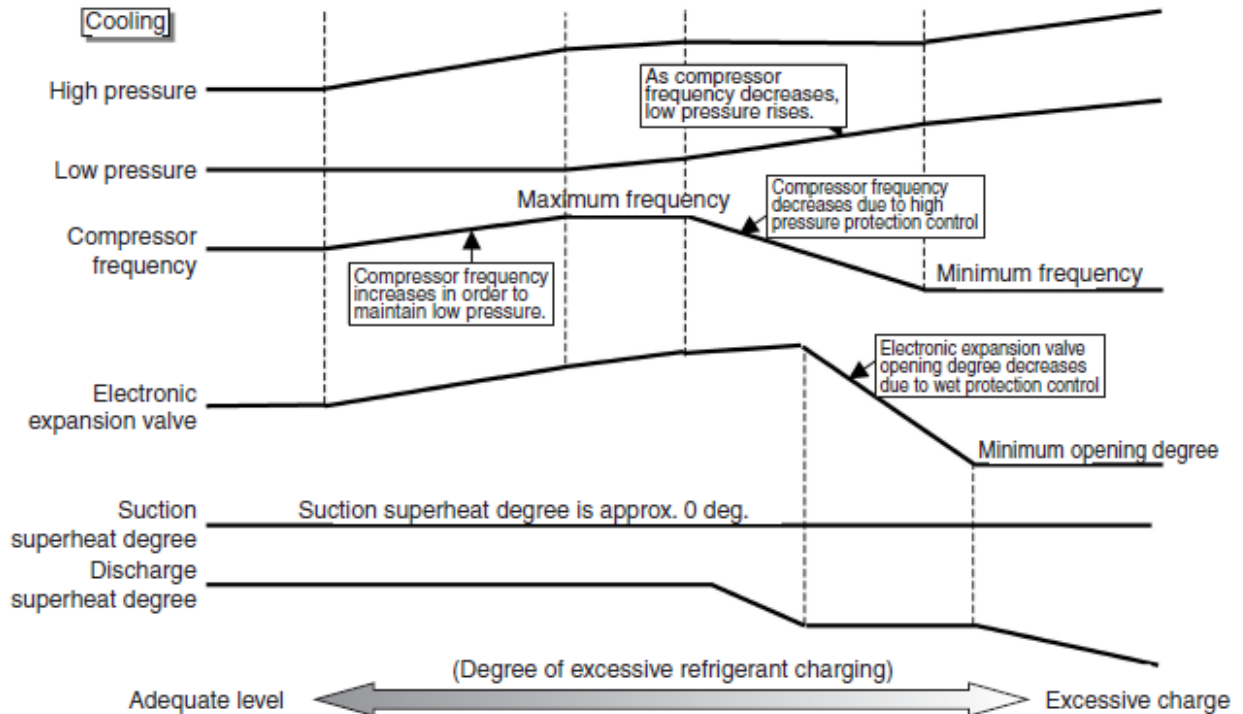 Cooling
High pressure
As compressor
frequency decreases,
low pressure rises.
Low pressure
Maximum frequency
Compressor frequency
decreases due to high
pressure protection control
Compressor
frequency
Compressor frequency
increases in order to
maintain low pressure.
Minimum frequency
Electronic expansion valve
opening degree decreases
due to wet protection control
Electronic
expansion valve
Minimum opening degree
Suction
superheat degree
Suction superheat degree is approx. 0 deg.
Discharge
superheat degree
(Degree of excessive refrigerant charging)
Adequate level
Excessive charge